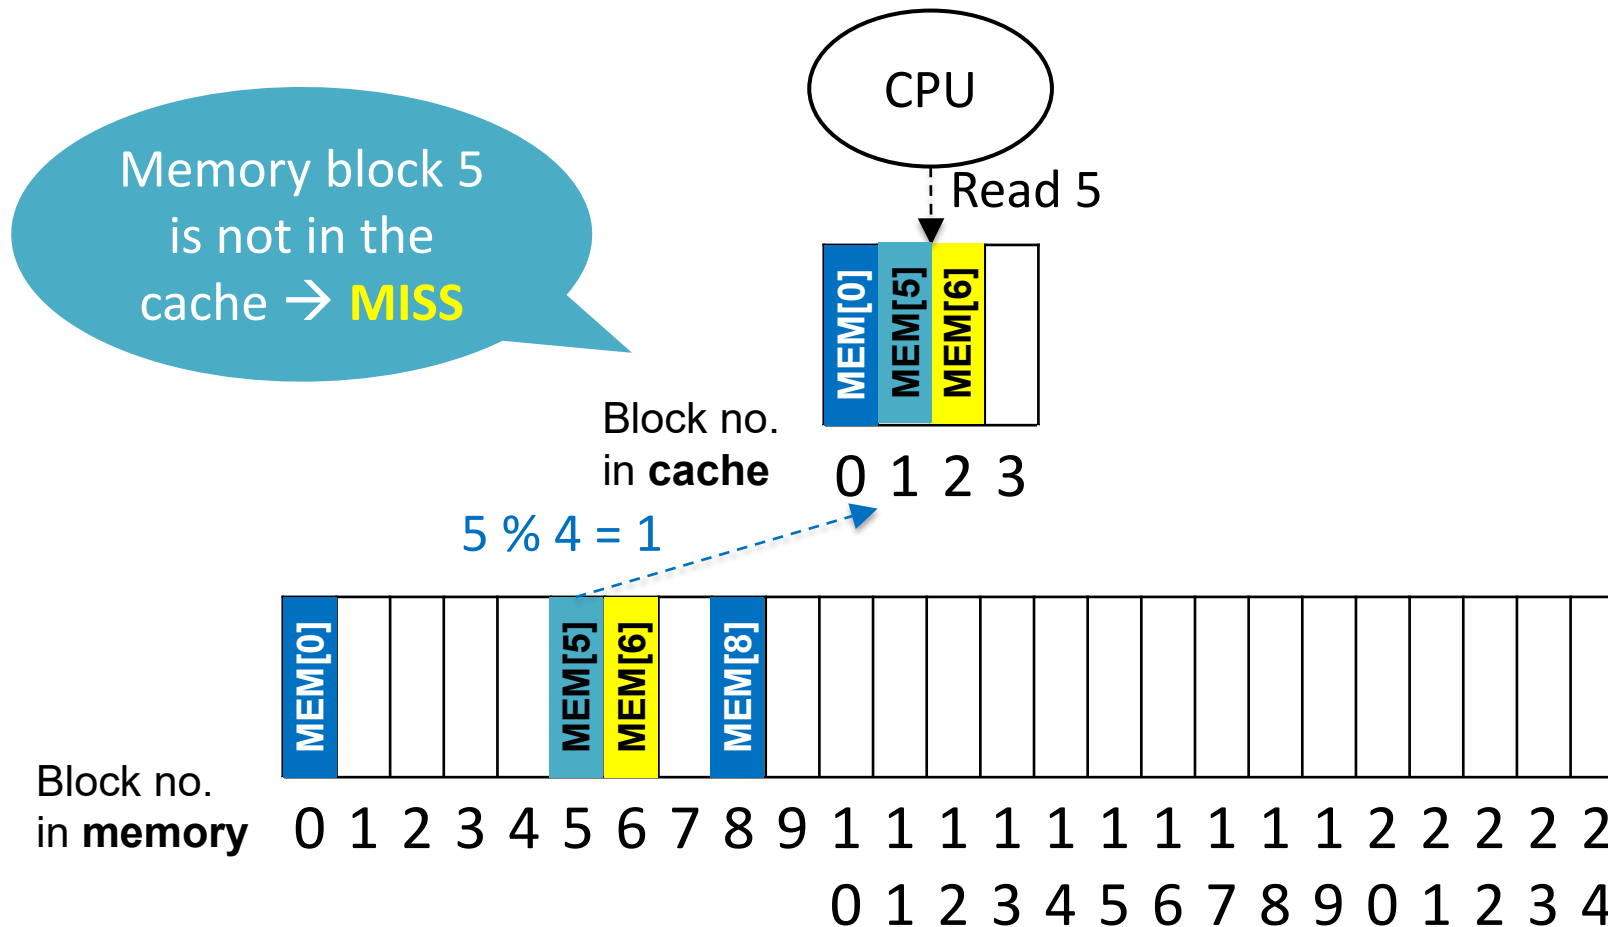 CPU
Memory block 5
is not in the
cache → MISS
Read 5
MEM[0] MEM[5] MEM[6]
Block no.
in cache
0 1 2 3
5 % 4 = 1
MEM[0] MEM[5] MEM[6] MEM[8]
Block no.
in memory
0 1 2 3 4 5 6 7 8 9 1 1 1 1 1 1 1 1 1 1 2 2 2 2 2
0 1 2 3 4 5 6 7 8 9 0 1 2 3 4